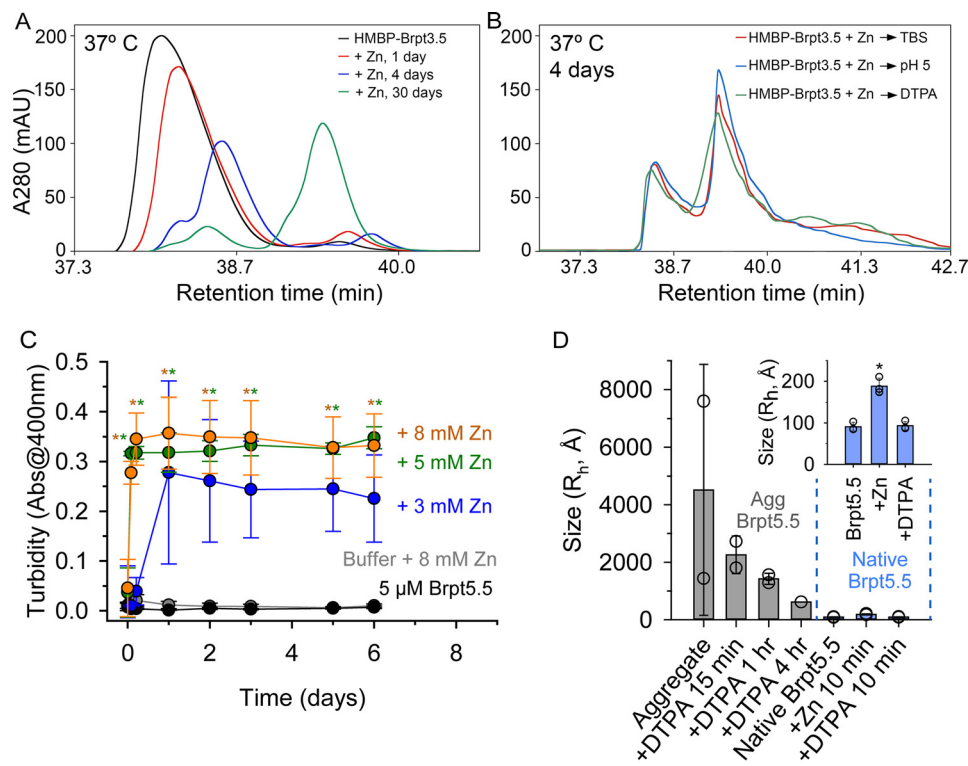 A
37º C
HMBP-Brpt3.5
+ Zn, 1 day
+ Zn, 4 days
+ Zn, 30 days
200
150
100
50
0
A280 (mAU)
37.3 38.7 40.0
Retention time (min)
B
37º C
4 days
HMBP-Brpt3.5 + Zn → TBS
HMBP-Brpt3.5 + Zn → pH 5
HMBP-Brpt3.5 + Zn → DTPA
200
150
100
50
0
37.3 38.7 40.0 41.3 42.7
Retention time (min)
C
0.5
0.4
0.3
0.2
0.1
0.0
Turbidity (Abs@400nm)
** ** ** ** ** ** **
+ 8 mM Zn
+ 5 mM Zn
+ 3 mM Zn
Buffer + 8 mM Zn
5 µM Brpt5.5
0 2 4 6 8
Time (days)
D
8000
6000
4000
2000
0
Size (Rh, Å)
Agg
Brpt5.5
Native
Brpt5.5
Aggregate
+DTPA 15 min
+DTPA 1 hr
+DTPA 4 hr
Native Brpt5.5
+Zn 10 min
+DTPA 10 min
200
100
0
Size (Rh, Å)
*
Brpt5.5
+Zn
+DTPA